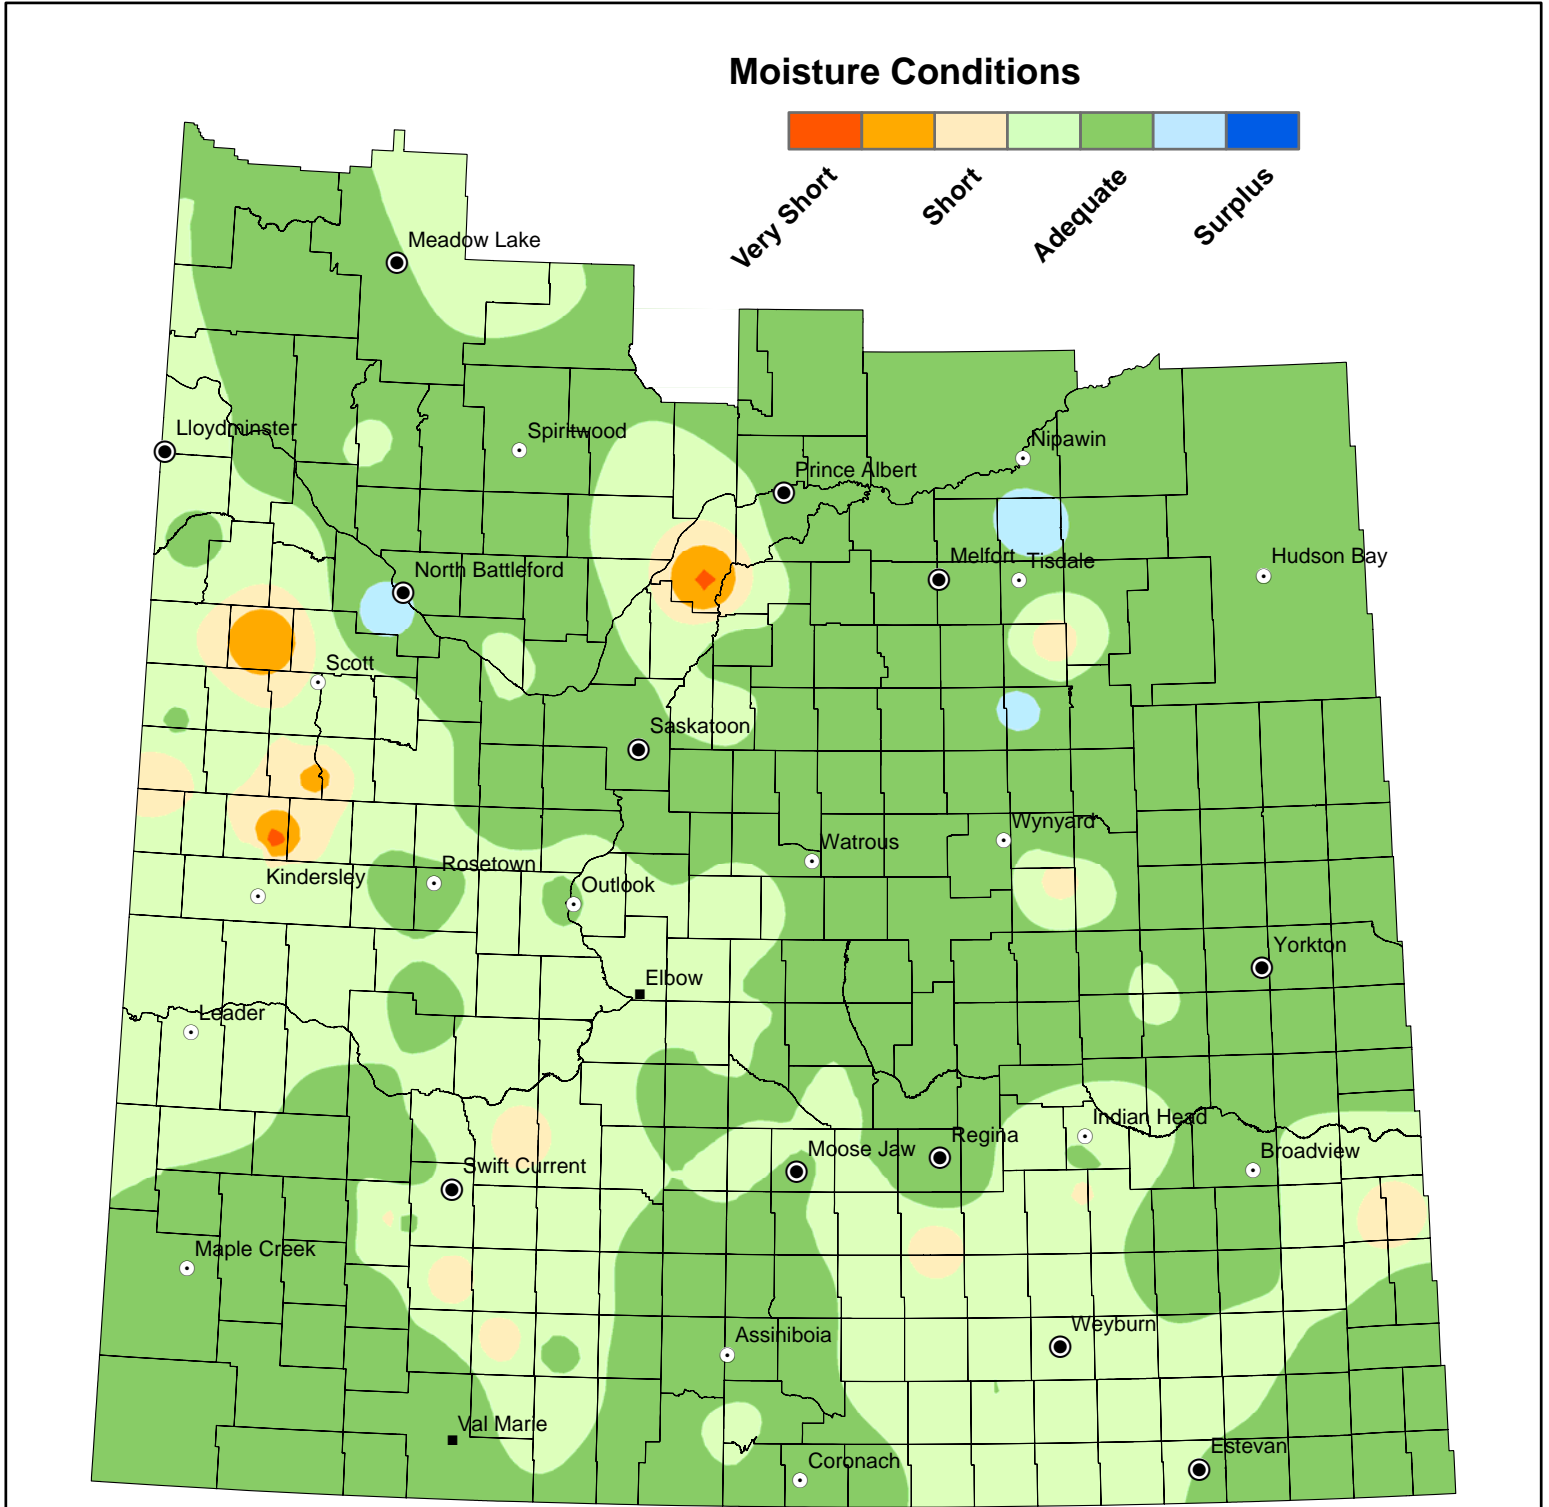 Moisture Conditions
Very Short
Short
Adequate
Surplus
Meadow Lake
Lloydminster
Spiritwood
Nipawin
Prince Albert
North Battleford
Melfort
Tisdale
Hudson Bay
Scott
Saskatoon
Watrous
Wynyard
Rosetown
Kindersley
Outlook
Yorkton
Elbow
Leader
Indian Head
Regina
Moose Jaw
Broadview
Swift Current
Maple Creek
Weyburn
Assiniboia
Val Marie
Estevan
Coronach